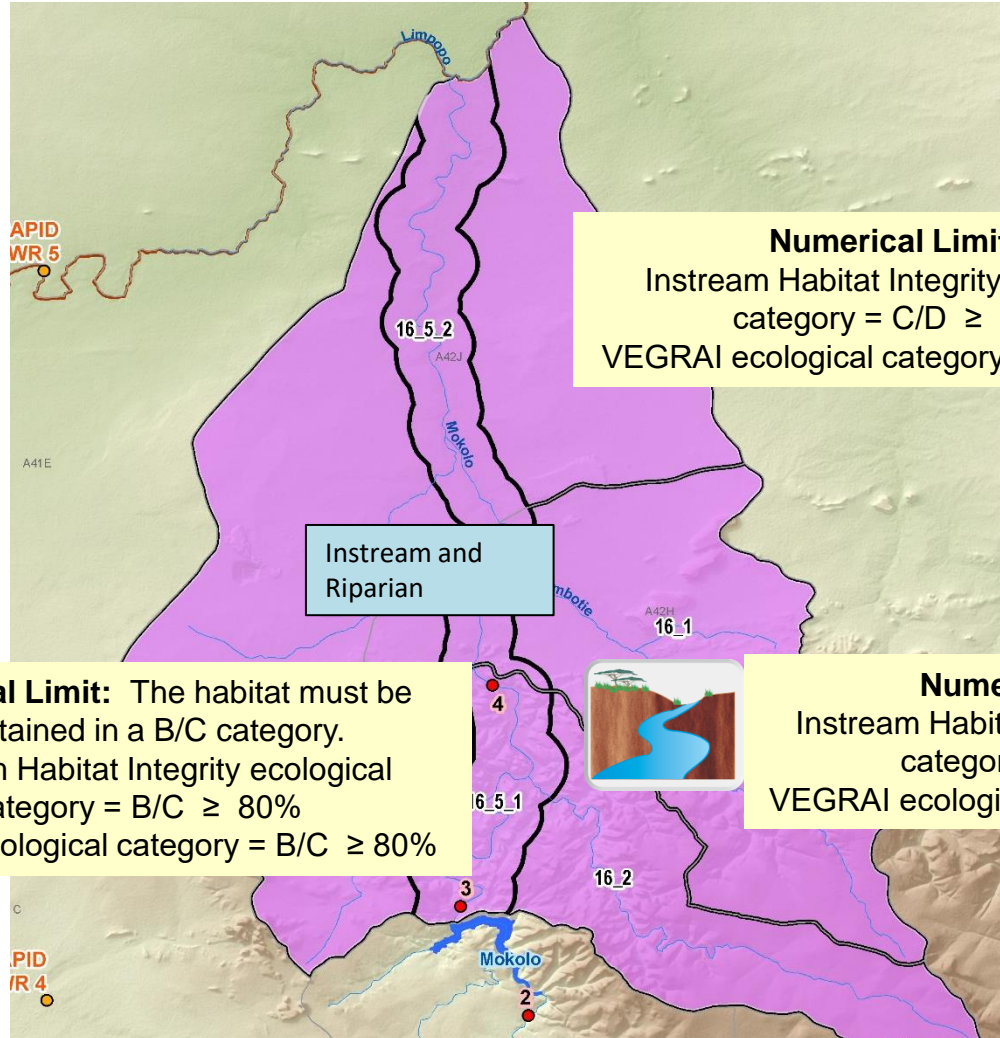 Limpopo
APID
WR 5
Numerical Limit
Instream Habitat Integrity
category = C/D ≥
VEGRAI ecological category
16_5_2
A42J
Mokolo
A41E
Instream and
Riparian
mbotie
A42H
16_1
al Limit: The habitat must be
tained in a B/C category.
n Habitat Integrity ecological
ategory = B/C ≥ 80%
ological category = B/C ≥ 80%
4
Nume
Instream Habit
categor
VEGRAI ecologi
16_5_1
16_2
3
C
Mokolo
APID
WR 4
2